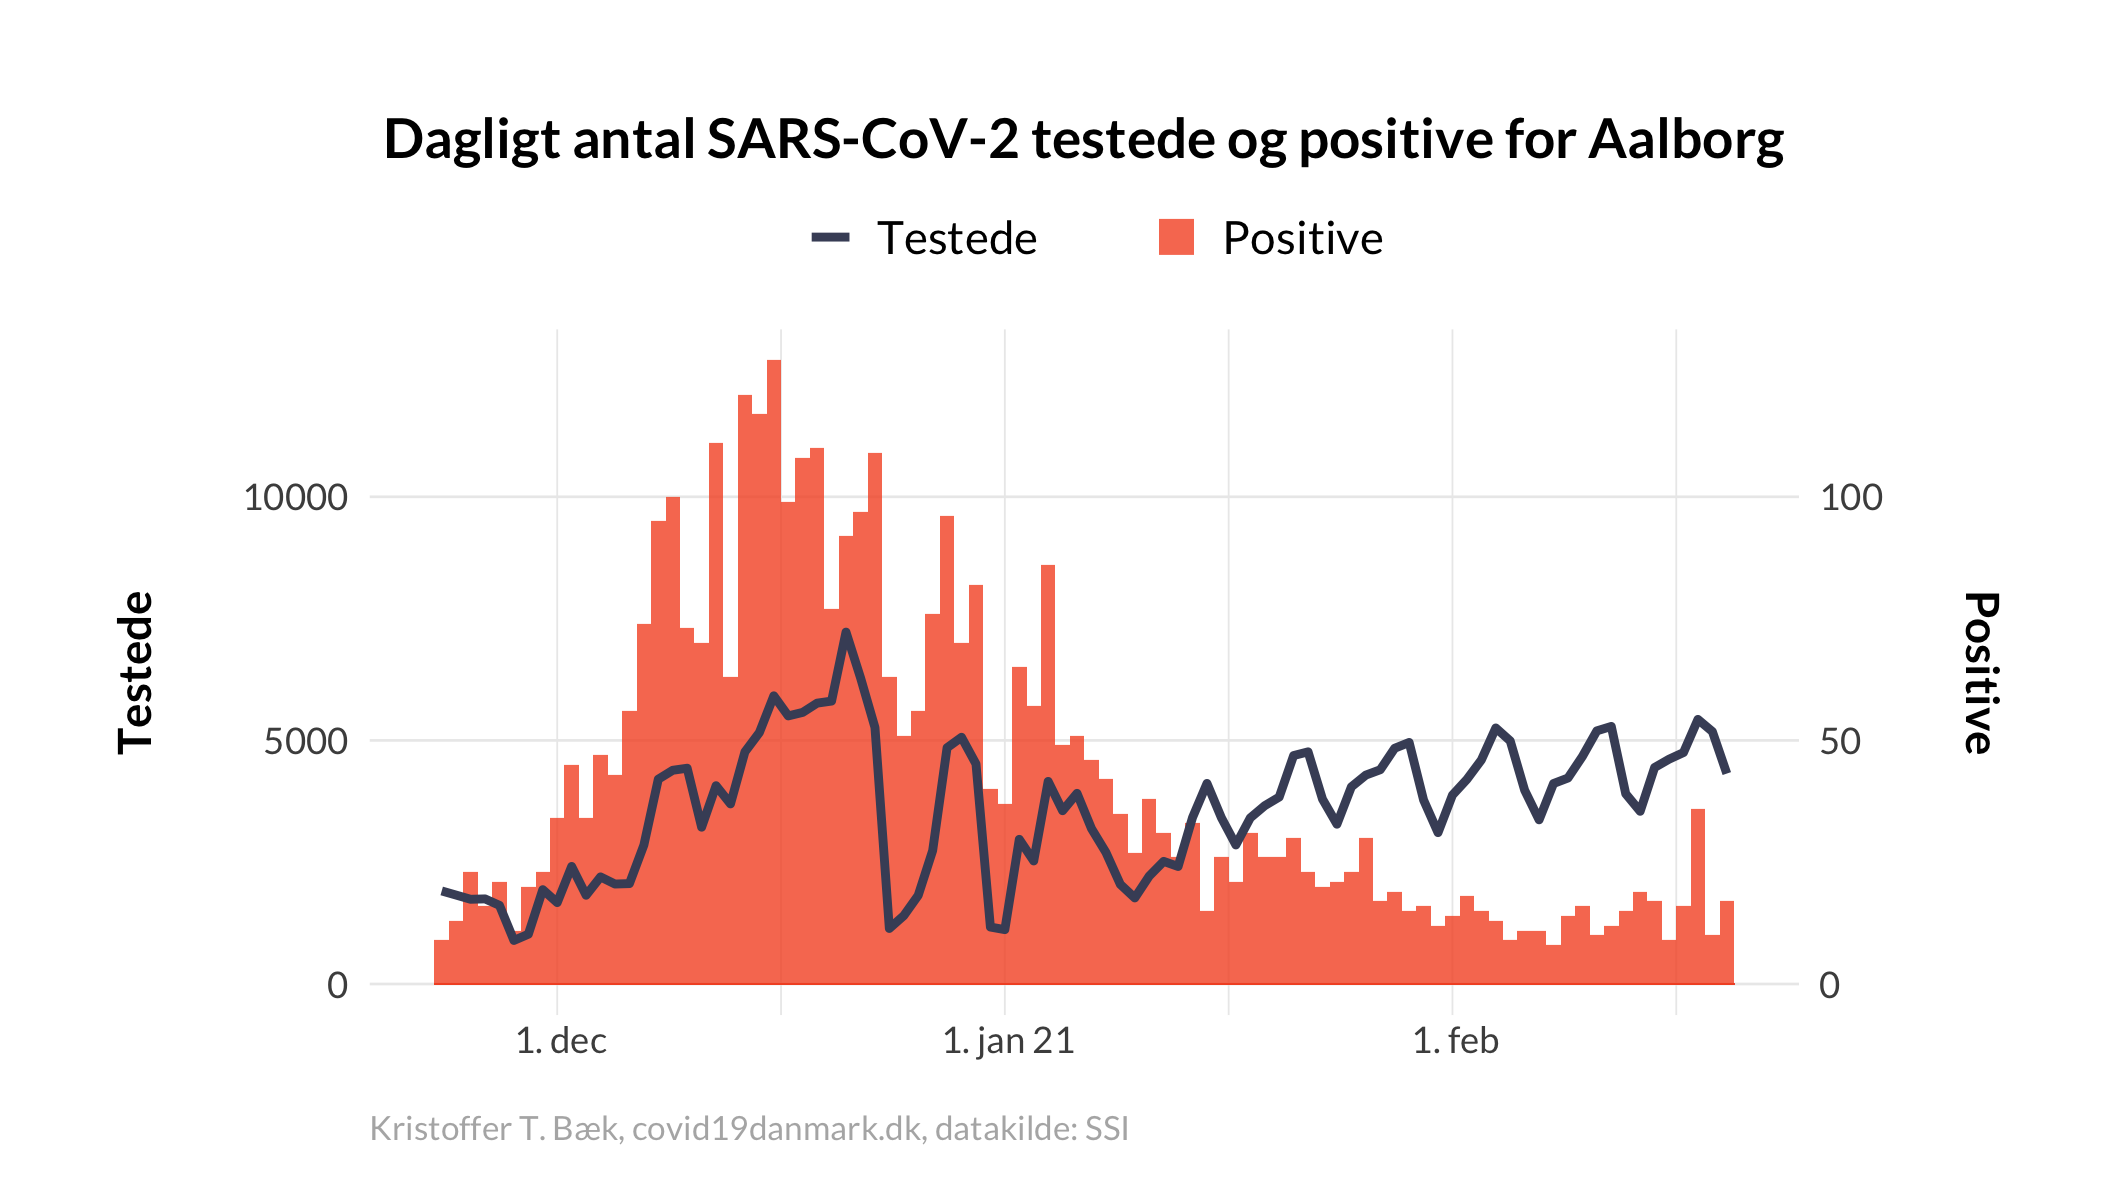 Dagligt antal SARS-CoV-2 testede og positive for Aalborg
Testede
Positive
Testede
Positive
10000
5000
0
100
50
0
1. dec
1. jan 21
1. feb
Kristoffer T. Bæk, covid19danmark.dk, datakilde: SSI